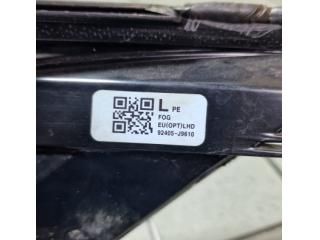 L PE
FOG
EU(OPT)LHD
92405-J9610